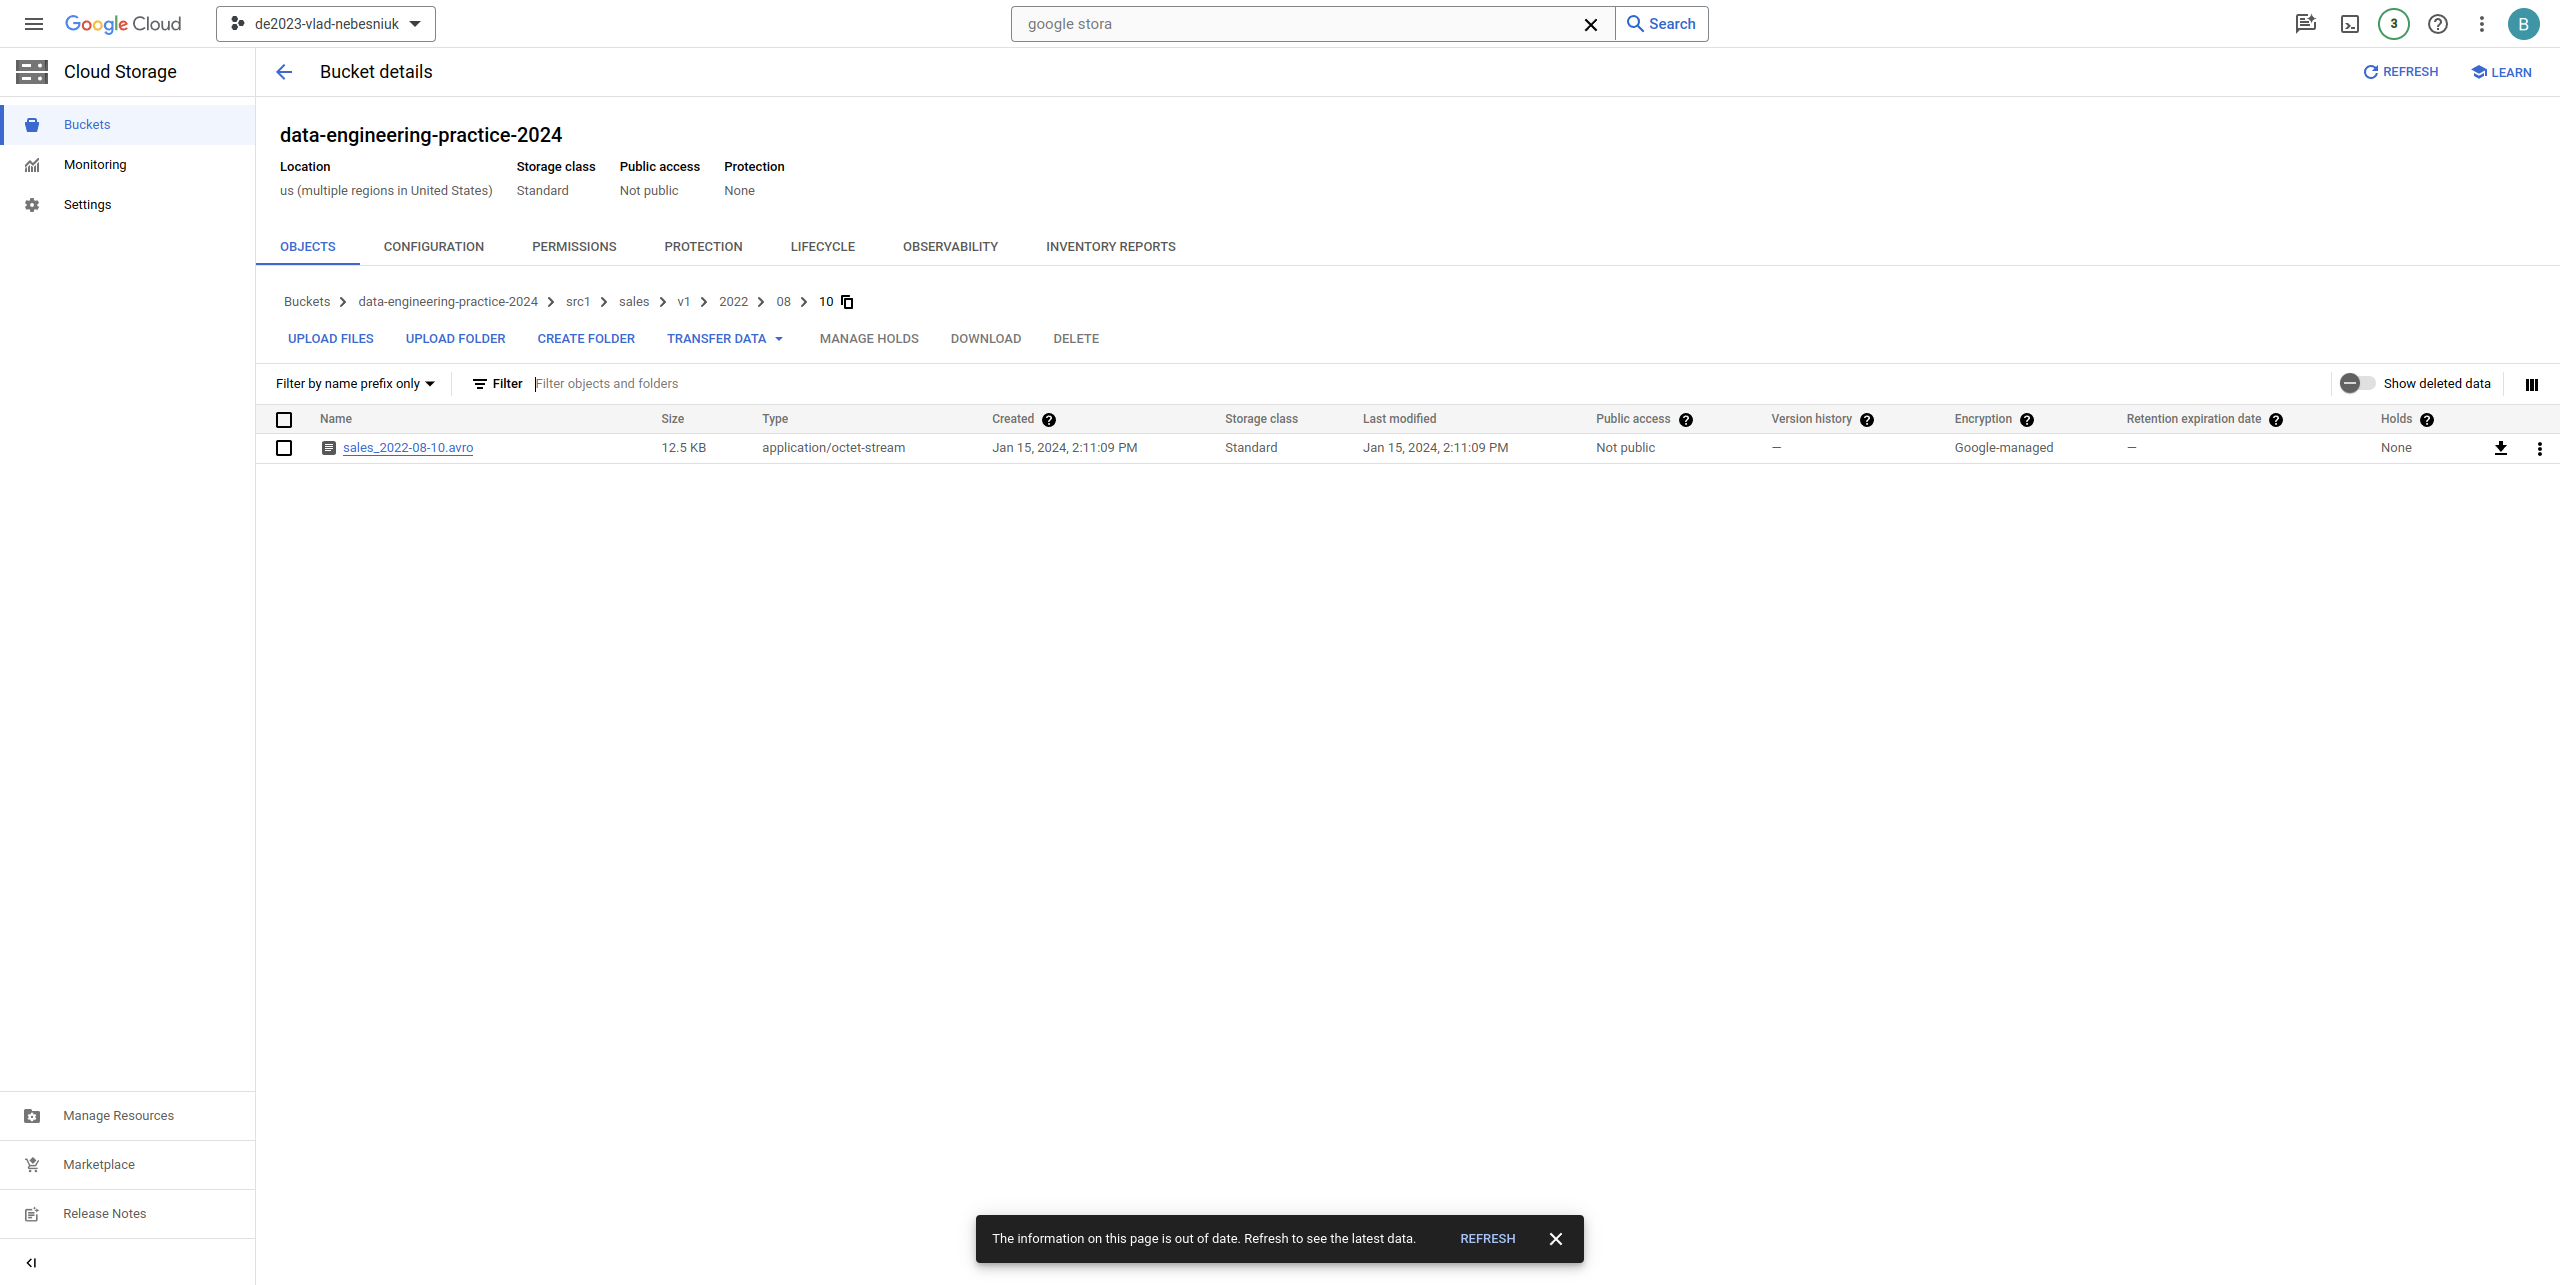 Google Cloud
de2023-vlad-nebesniuk
google stora
Search
3
B
Cloud Storage
Bucket details
REFRESH
LEARN
Buckets
Monitoring
Settings
data-engineering-practice-2024
Location Storage class Public access Protection
us (multiple regions in United States) Standard Not public None
OBJECTS CONFIGURATION PERMISSIONS PROTECTION LIFECYCLE OBSERVABILITY INVENTORY REPORTS
Buckets > data-engineering-practice-2024 > src1 > sales > v1 > 2022 > 08 > 10
UPLOAD FILES UPLOAD FOLDER CREATE FOLDER TRANSFER DATA MANAGE HOLDS DOWNLOAD DELETE
Filter by name prefix only Filter Filter objects and folders Show deleted data
Name Size Type Created ? Storage class Last modified Public access ? Version history ? Encryption ? Retention expiration date ? Holds ?
sales_2022-08-10.avro 12.5 KB application/octet-stream Jan 15, 2024, 2:11:09 PM Standard Jan 15, 2024, 2:11:09 PM Not public — Google-managed — None
Manage Resources
Marketplace
Release Notes
The information on this page is out of date. Refresh to see the latest data. REFRESH